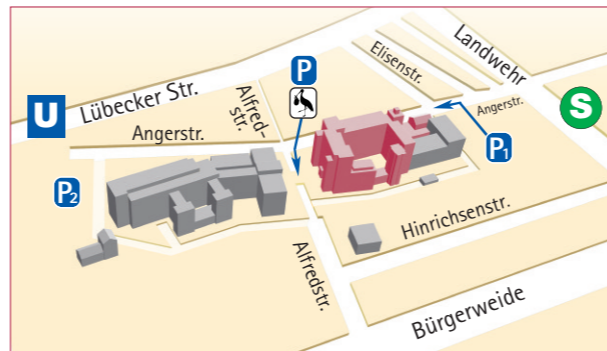 Landwehr
P
Elisenstr.
U
Lübecker Str.
Alfred-
str.
Angerstr.
S
Angerstr.
P1
P2
Hinrichsenstr.
Alfredstr.
Bürgerweide